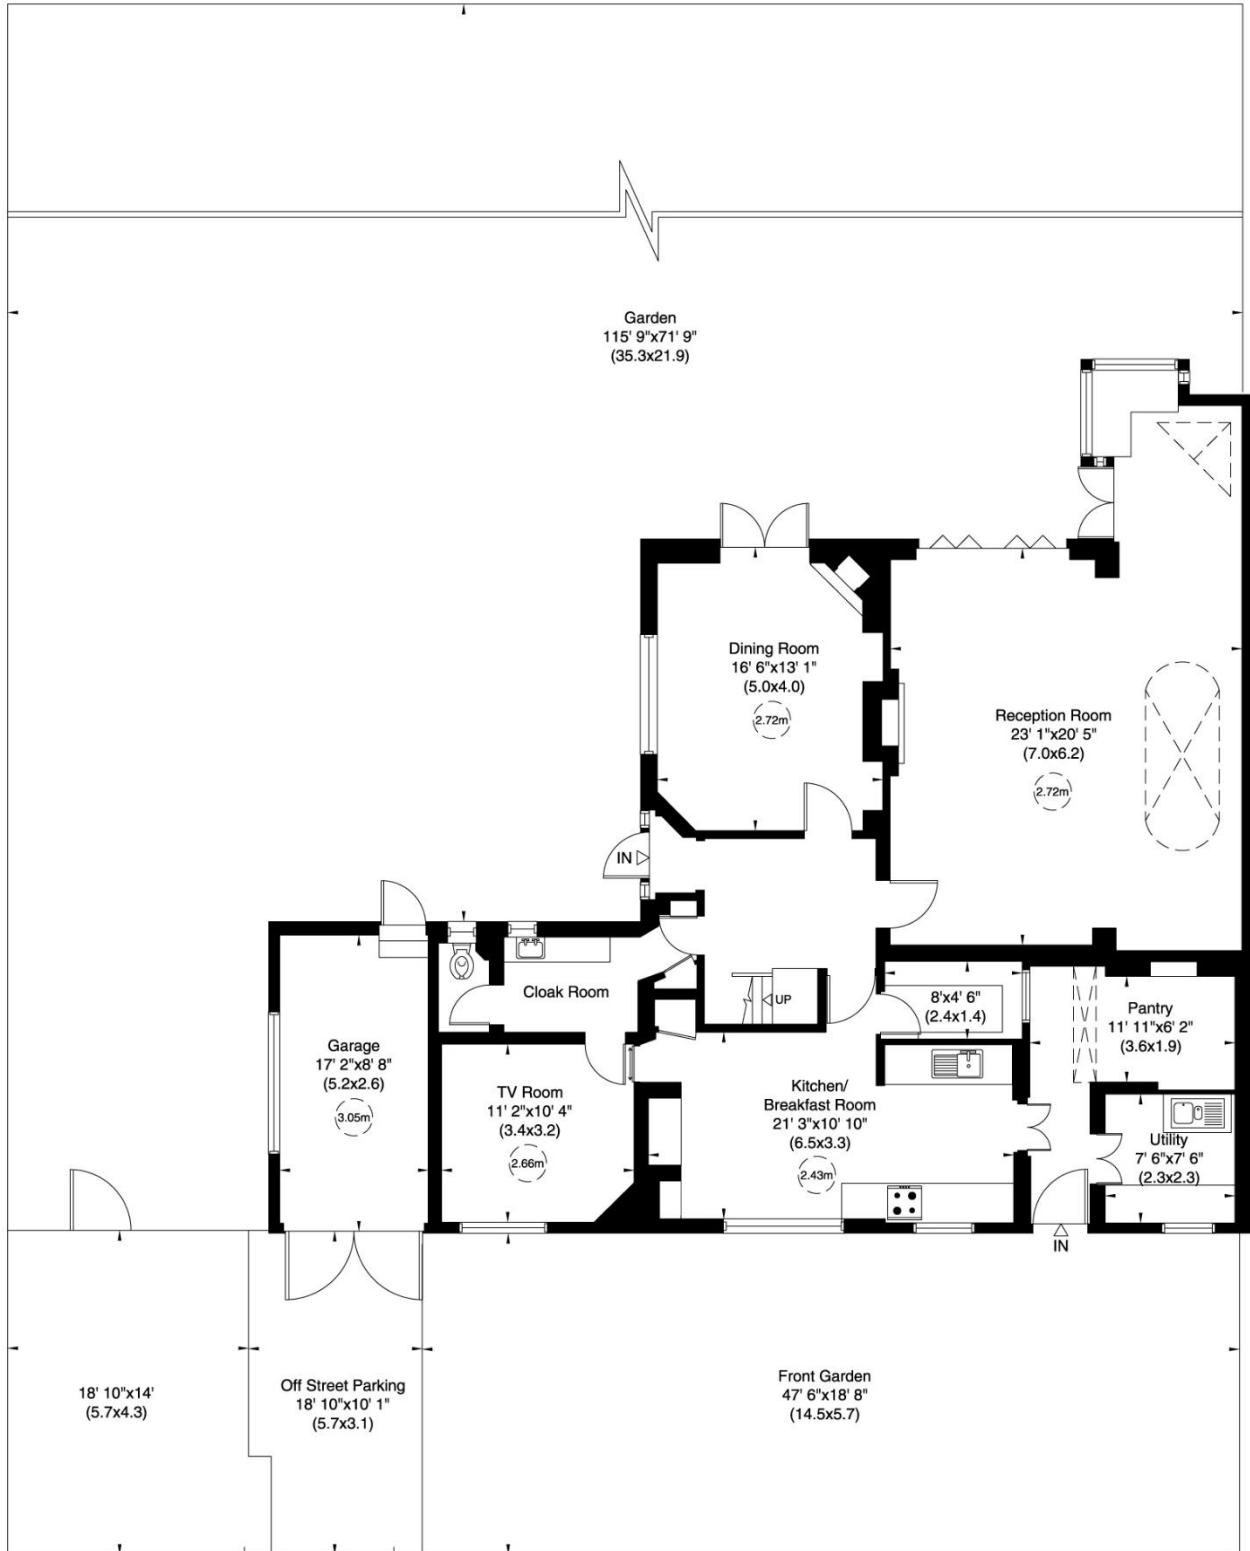 Garden
115' 9"x71' 9"
(35.3x21.9)
Dining Room
16' 6"x13' 1"
(5.0x4.0)
2.72m
Reception Room
23' 1"x20' 5"
(7.0x6.2)
2.72m
IN
Cloak Room
UP
8'x4' 6"
(2.4x1.4)
Pantry
11' 11"x6' 2"
(3.6x1.9)
Garage
17' 2"x8' 8"
(5.2x2.6)
3.05m
TV Room
11' 2"x10' 4"
(3.4x3.2)
2.66m
Kitchen/
Breakfast Room
21' 3"x10' 10"
(6.5x3.3)
2.43m
Utility
7' 6"x7' 6"
(2.3x2.3)
IN
18' 10"x14'
(5.7x4.3)
Off Street Parking
18' 10"x10' 1"
(5.7x3.1)
Front Garden
47' 6"x18' 8"
(14.5x5.7)